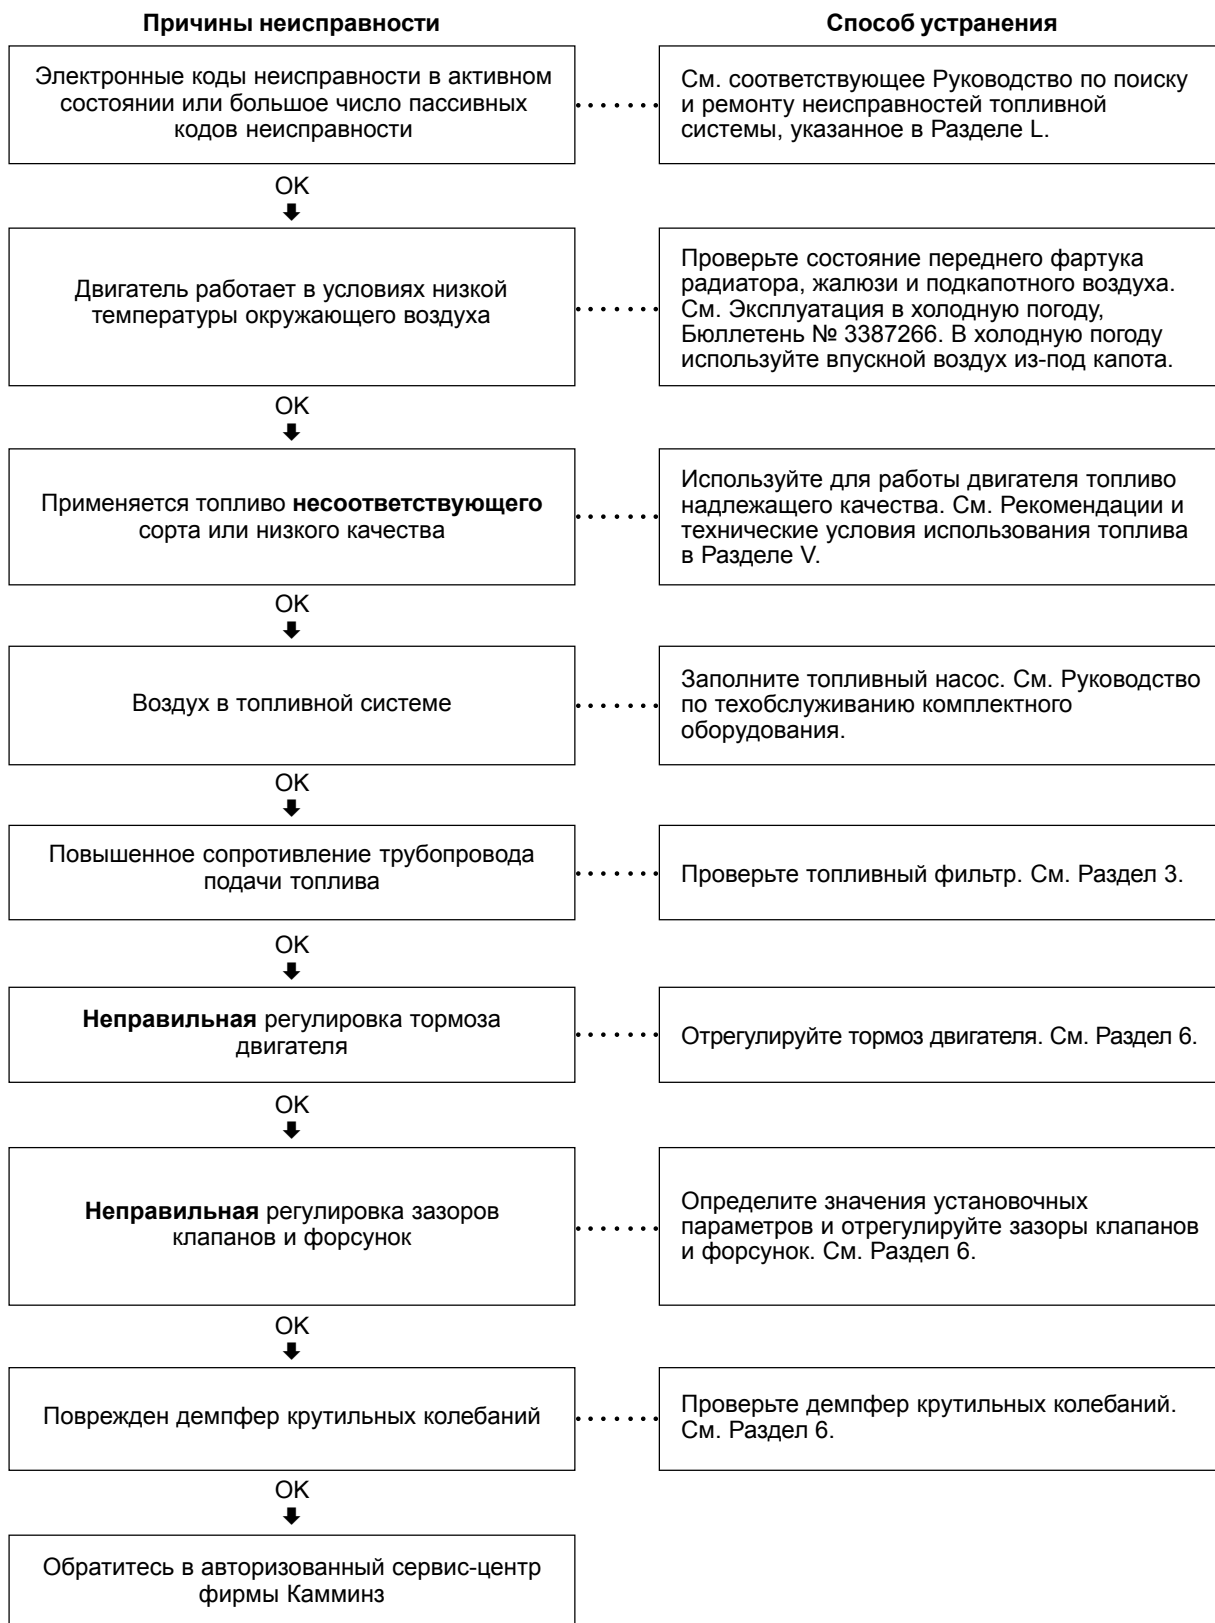 Причины неисправности
Способ устранения
Электронные коды неисправности в активном
состоянии или большое число пассивных
кодов неисправности
См. соответствующее Руководство по поиску
и ремонту неисправностей топливной
системы, указанное в Разделе L.
OK
Двигатель работает в условиях низкой
температуры окружающего воздуха
Проверьте состояние переднего фартука
радиатора, жалюзи и подкапотного воздуха.
См. Эксплуатация в холодную погоду,
Бюллетень № 3387266. В холодную погоду
используйте впускной воздух из-под капота.
OK
Применяется топливо несоответствующего
сорта или низкого качества
Используйте для работы двигателя топливо
надлежащего качества. См. Рекомендации и
технические условия использования топлива
в Разделе V.
OK
Воздух в топливной системе
Заполните топливный насос. См. Руководство
по техобслуживанию комплектного
оборудования.
OK
Повышенное сопротивление трубопровода
подачи топлива
Проверьте топливный фильтр. См. Раздел 3.
OK
Неправильная регулировка тормоза
двигателя
Отрегулируйте тормоз двигателя. См. Раздел 6.
OK
Неправильная регулировка зазоров
клапанов и форсунок
Определите значения установочных
параметров и отрегулируйте зазоры клапанов
и форсунок. См. Раздел 6.
OK
Поврежден демпфер крутильных колебаний
Проверьте демпфер крутильных колебаний.
См. Раздел 6.
OK
Обратитесь в авторизованный сервис-центр
фирмы Камминз